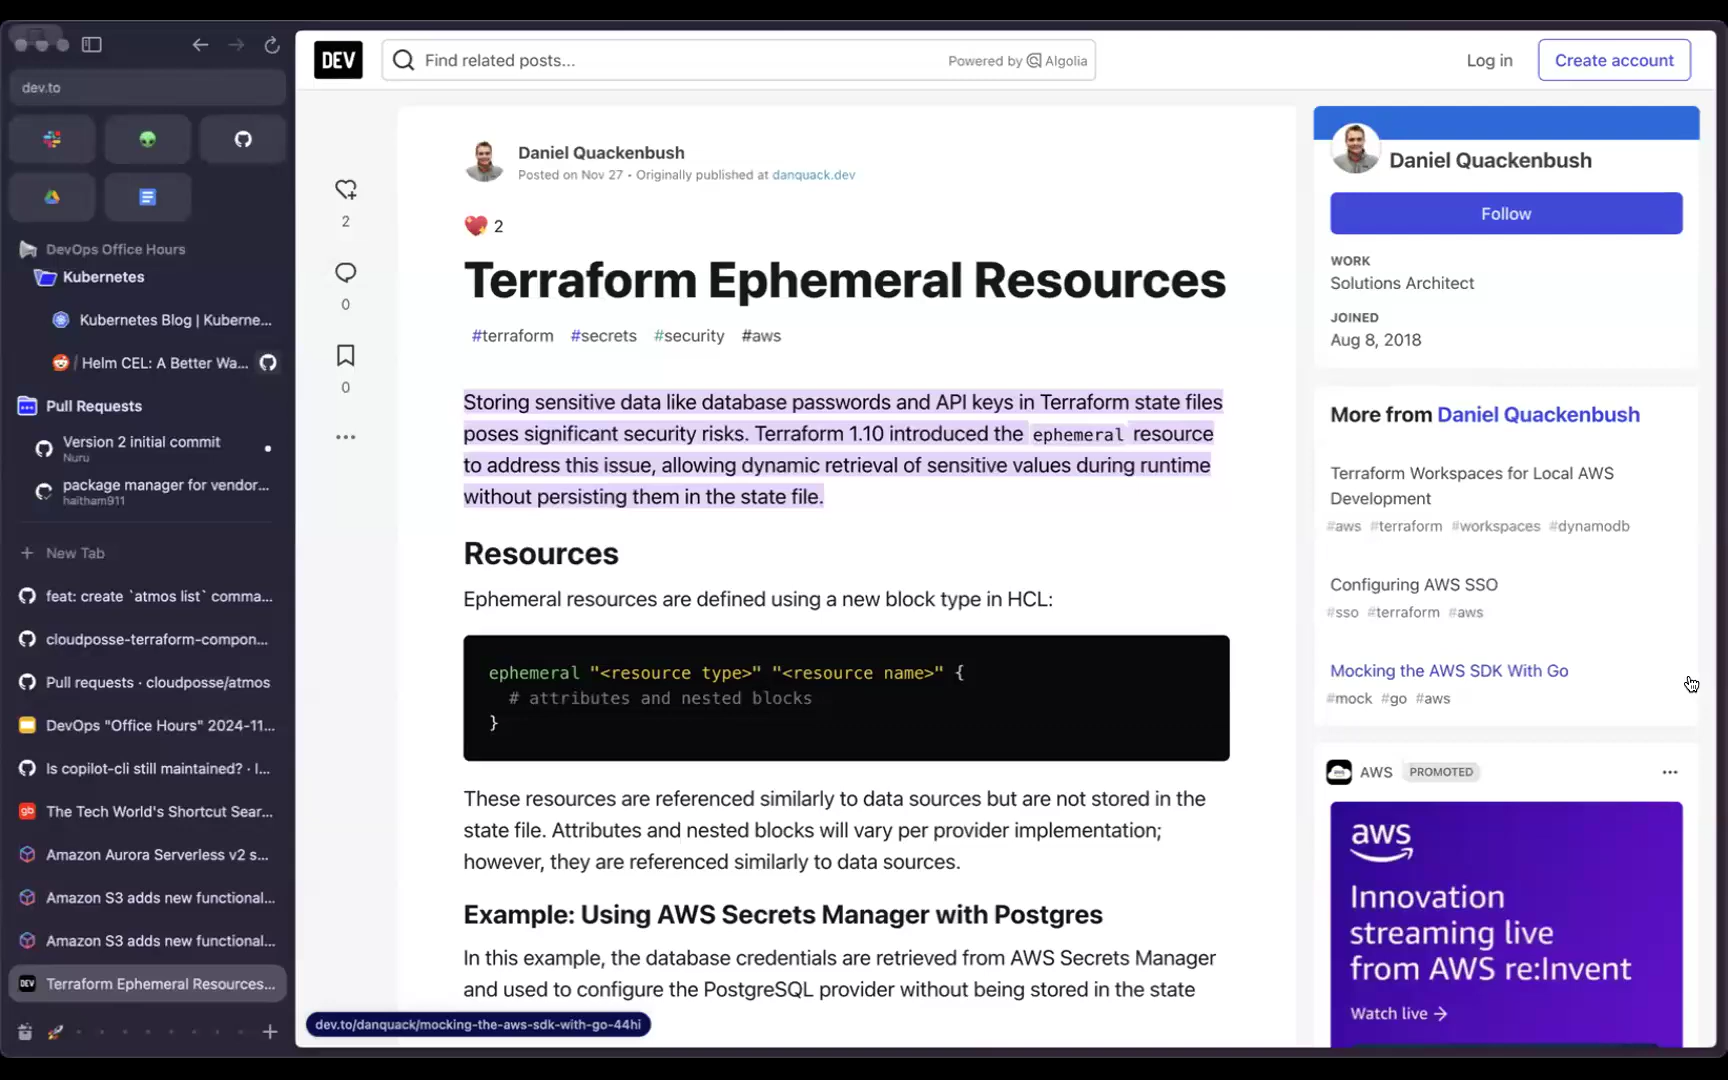 dev.to
DevOps Office Hours
Kubernetes
Kubernetes Blog | Kuberne...
/ Helm CEL: A Better Wa...
Pull Requests
Version 2 initial commit
Nuru
package manager for vendor...
haitham911
+ New Tab
feat: create `atmos list` comma...
cloudposse-terraform-compon...
Pull requests · cloudposse/atmos
DevOps "Office Hours" 2024-11...
Is copilot-cli still maintained? · I...
gb The Tech World's Shortcut Sear...
Amazon Aurora Serverless v2 s...
Amazon S3 adds new functional...
Amazon S3 adds new functional...
DEV Terraform Ephemeral Resources...
DEV
Find related posts...
Powered by Algolia
Log in
Create account
2
0
0
Daniel Quackenbush
Posted on Nov 27 • Originally published at danquack.dev
2
Terraform Ephemeral Resources
#terraform #secrets #security #aws
Storing sensitive data like database passwords and API keys in Terraform state files
poses significant security risks. Terraform 1.10 introduced the ephemeral resource
to address this issue, allowing dynamic retrieval of sensitive values during runtime
without persisting them in the state file.
Resources
Ephemeral resources are defined using a new block type in HCL:
ephemeral "<resource type>" "<resource name>" {
# attributes and nested blocks
}
These resources are referenced similarly to data sources but are not stored in the
state file. Attributes and nested blocks will vary per provider implementation;
however, they are referenced similarly to data sources.
Example: Using AWS Secrets Manager with Postgres
In this example, the database credentials are retrieved from AWS Secrets Manager
and used to configure the PostgreSQL provider without being stored in the state
dev.to/danquack/mocking-the-aws-sdk-with-go-44hi
Daniel Quackenbush
Follow
WORK
Solutions Architect
JOINED
Aug 8, 2018
More from Daniel Quackenbush
Terraform Workspaces for Local AWS
Development
#aws #terraform #workspaces #dynamodb
Configuring AWS SSO
#sso #terraform #aws
Mocking the AWS SDK With Go
#mock #go #aws
AWS PROMOTED
aws
Innovation
streaming live
from AWS re:Invent
Watch live →